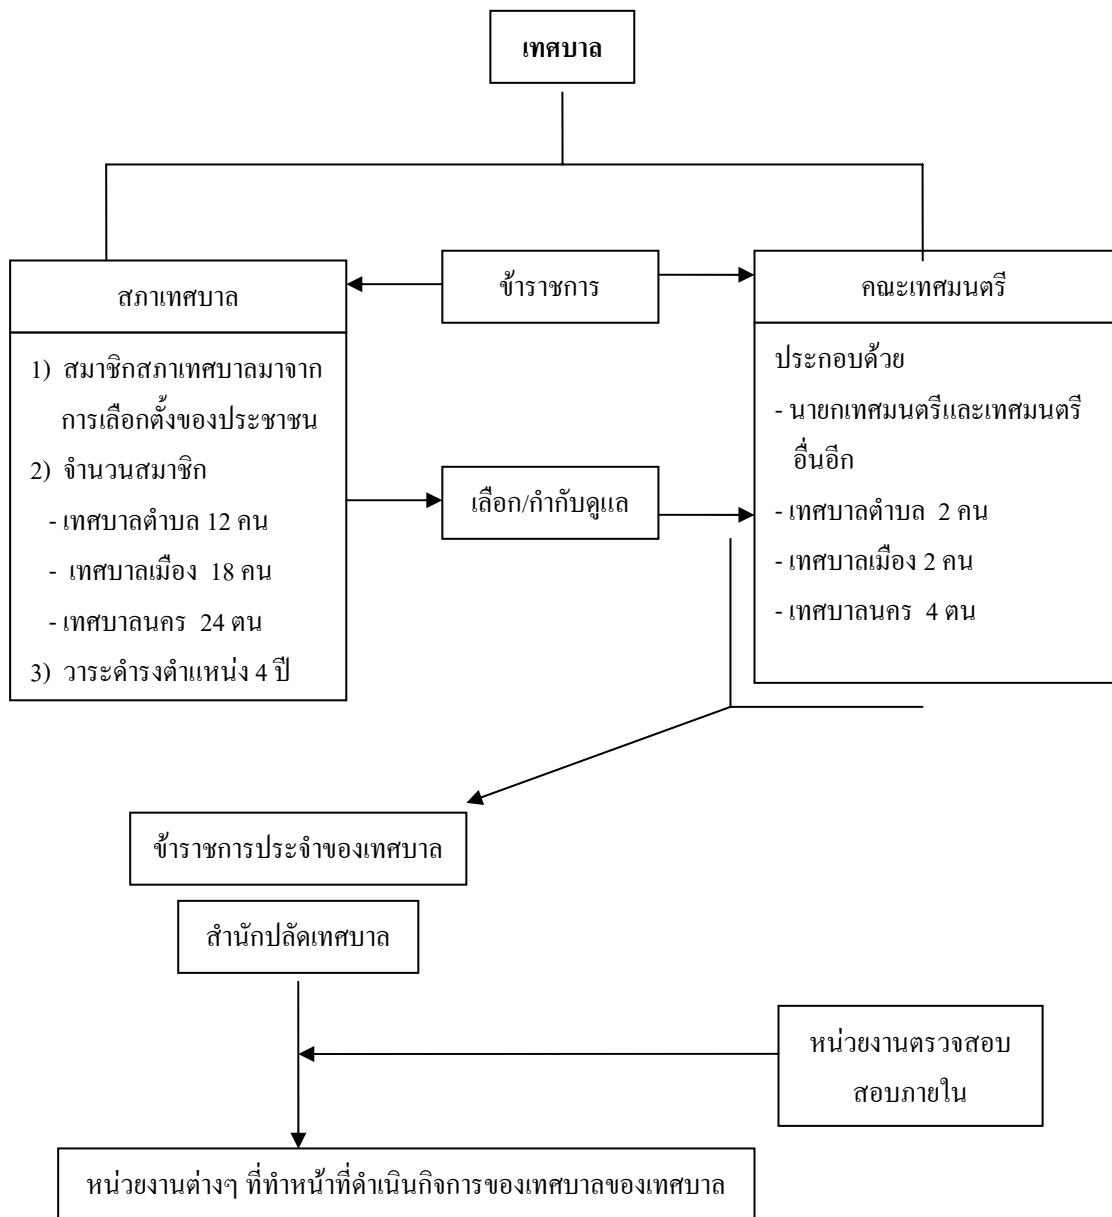 เทศบาล
สภาเทศบาล
ข้าราชการ
คณะเทศมนตรี
1) สมาชิกสภาเทศบาลมาจาก
การเลือกตั้งของประชาชน
2) จำนวนสมาชิก
- เทศบาลตำบล 12 คน
- เทศบาลเมือง 18 คน
- เทศบาลนคร 24 ตน
3) วาระดำรงตำแหน่ง 4 ปี
เลือก/กำกับดูแล
ประกอบด้วย
- นายกเทศมนตรีและเทศมนตรี
อื่นอีก
- เทศบาลตำบล 2 คน
- เทศบาลเมือง 2 คน
- เทศบาลนคร 4 ตน
ข้าราชการประจำของเทศบาล
สำนักปลัดเทศบาล
หน่วยงานตรวจสอบ
สอบภายใน
หน่วยงานต่างๆ ที่ทำหน้าที่ดำเนินกิจการของเทศบาลของเทศบาล